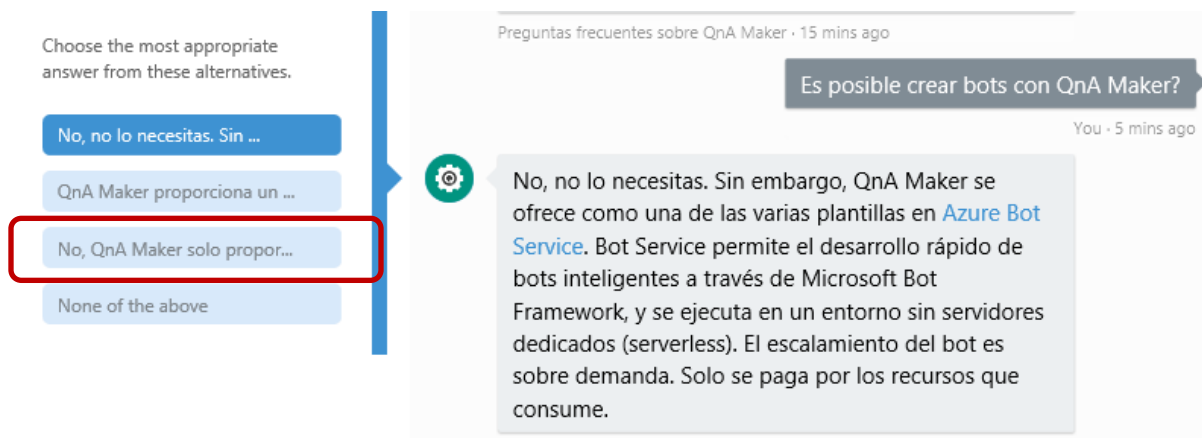 Choose the most appropriate
answer from these alternatives.
No, no lo necesitas. Sin ...
QnA Maker proporciona un ...
No, QnA Maker solo propor...
None of the above
Preguntas frecuentes sobre QnA Maker · 15 mins ago
Es posible crear bots con QnA Maker?
You · 5 mins ago
No, no lo necesitas. Sin embargo, QnA Maker se
ofrece como una de las varias plantillas en Azure Bot
Service. Bot Service permite el desarrollo rápido de
bots inteligentes a través de Microsoft Bot
Framework, y se ejecuta en un entorno sin servidores
dedicados (serverless). El escalamiento del bot es
sobre demanda. Solo se paga por los recursos que
consume.